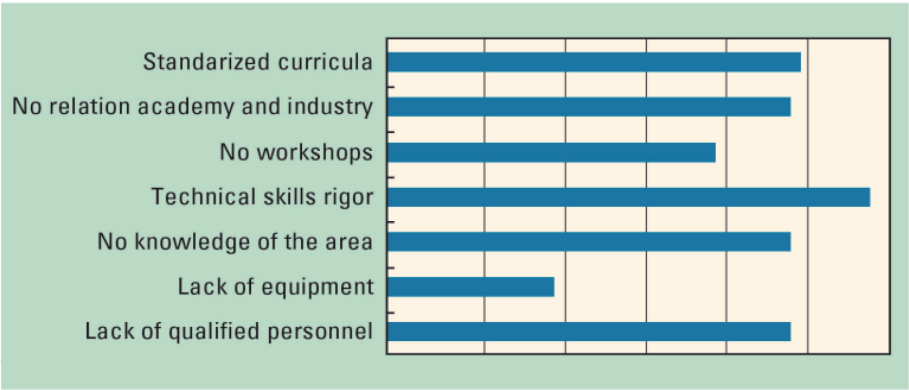 Standarized curricula
No relation academy and industry
No workshops
Technical skills rigor
No knowledge of the area
Lack of equipment
Lack of qualified personnel